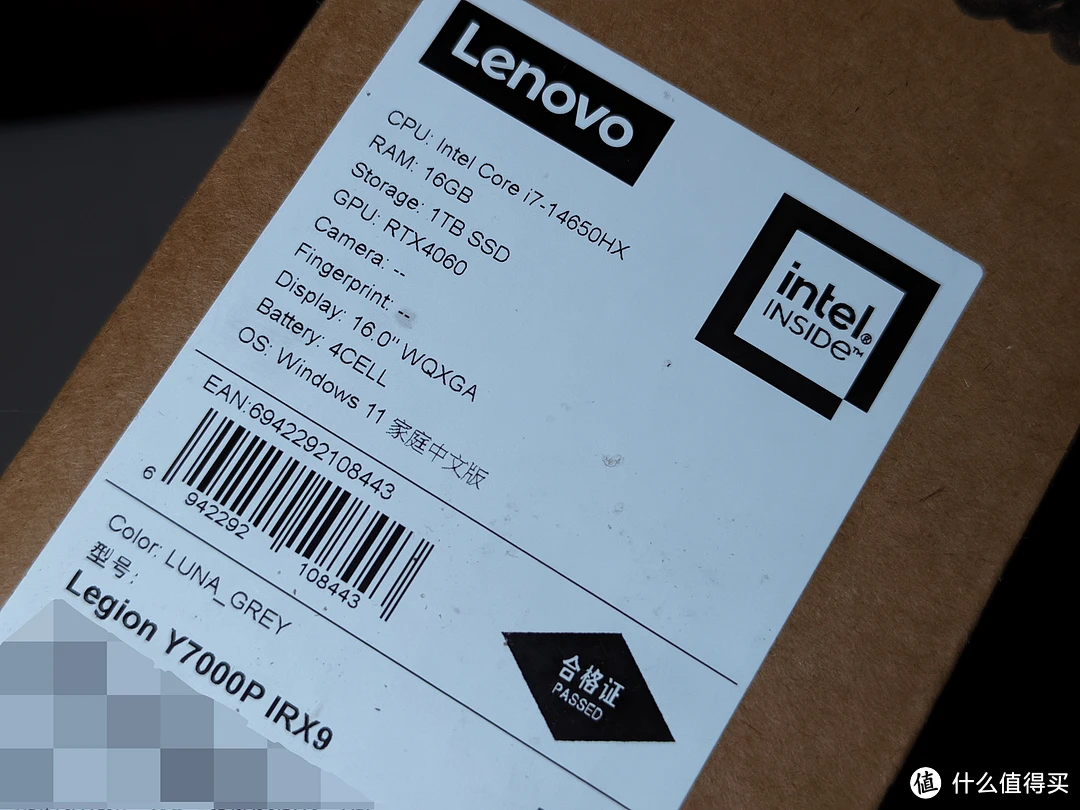 Lenovo
CPU: Intel Core i7-14650HX
RAM: 16GB
Storage: 1TB SSD
GPU: RTX4060
Camera: --
Fingerprint: --
Display: 16.0" WQXGA
Battery: 4CELL
OS: Windows 11 家庭中文版
intel®
INSIDE™
EAN:6942292108443
6 942292 108443
Color: LUNA_GREY
型号:
Legion Y7000P IRX9
合格证
PASSED
值 什么值得买